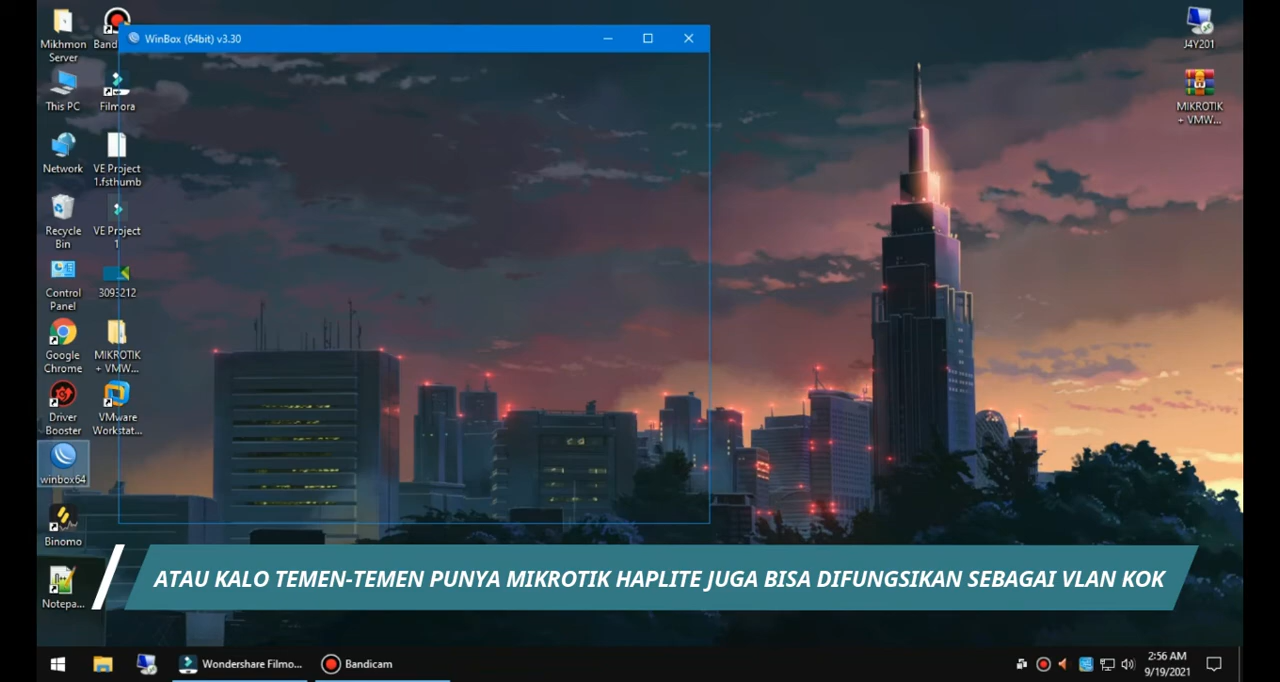 WinBox (64bit) v3.30
Mikhmon
Server
Band
This PC
Filmora
Network
VE Project
1.fsthumb
Recycle
Bin
VE Project
1
Control
Panel
3093212
Google
Chrome
MIKROTIK
+ VMW...
Driver
Booster
VMware
Workstat...
winbox64
Binomo
Notepa...
J4Y201
MIKROTIK
+ VMW...
ATAU KALO TEMEN-TEMEN PUNYA MIKROTIK HAPLITE JUGA BISA DIFUNGSIKAN SEBAGAI VLAN KOK
Wondershare Filmo...
Bandicam
2:56 AM
9/19/2021